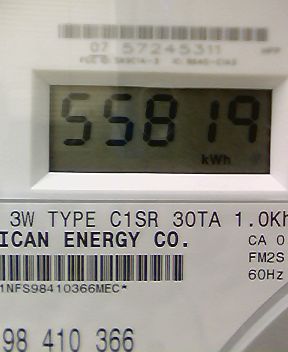 07 57245311
55819
kWh
3W TYPE C1SR 30TA 1.0Kh
ICAN ENERGY CO.
CA 0
FM2S
1NFS98410366MEC*
60Hz
98 410 366